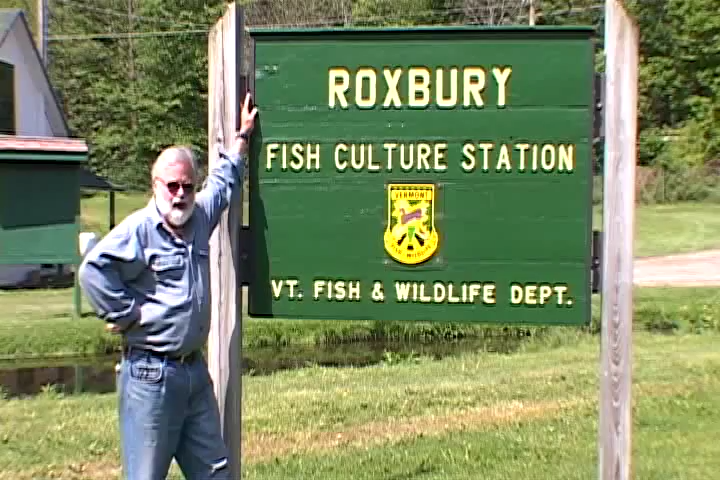 ROXBURY
FISH CULTURE STATION
VERMONT
VT. FISH & WILDLIFE DEPT.